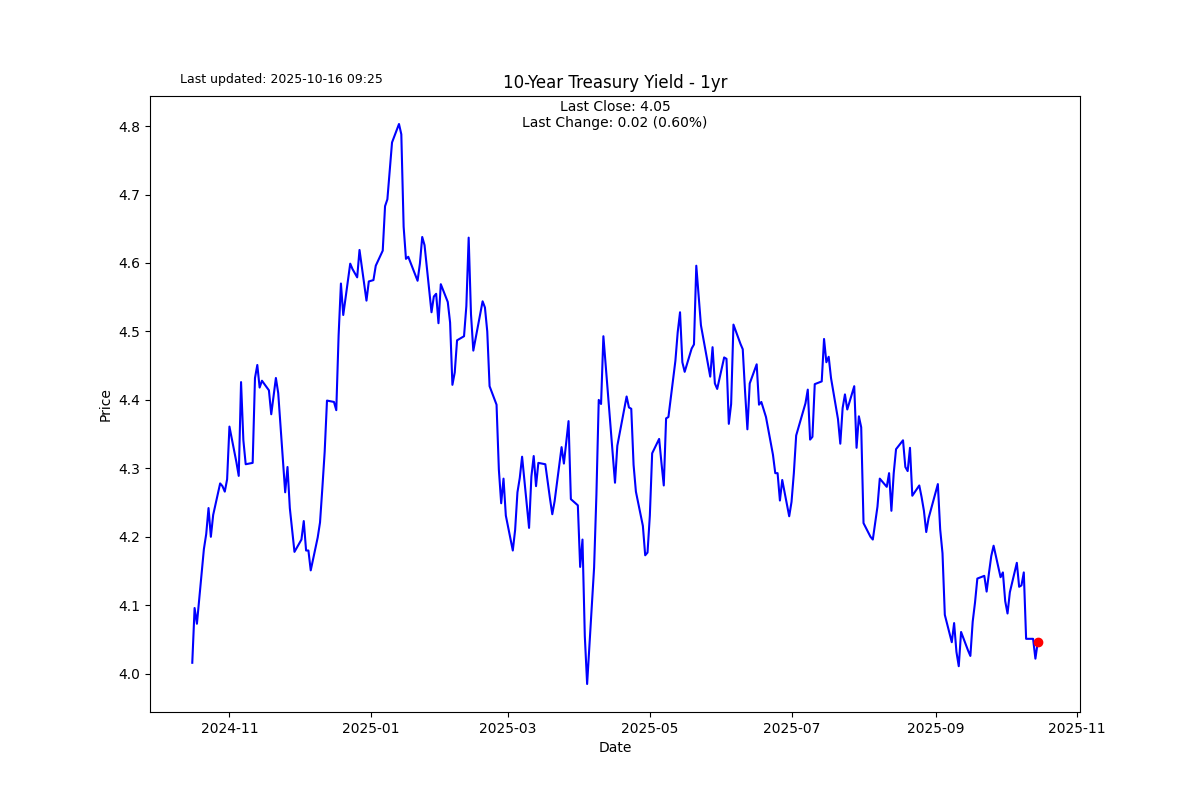 Last updated: 2025-10-16 09:25
10-Year Treasury Yield - 1yr
Last Close: 4.05
Last Change: 0.02 (0.60%)
Price
4.8
4.7
4.6
4.5
4.4
4.3
4.2
4.1
4.0
2024-11
2025-01
2025-03
2025-05
2025-07
2025-09
2025-11
Date